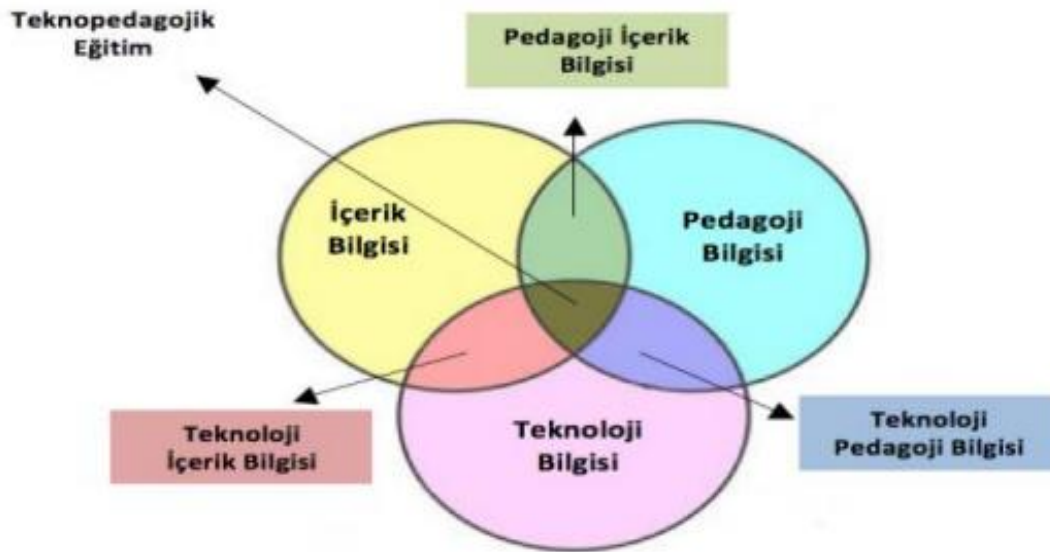 Teknopedagojik
Eğitim
Pedagoji İçerik
Bilgisi
İçerik
Bilgisi
Pedagoji
Bilgisi
Teknoloji
İçerik Bilgisi
Teknoloji
Bilgisi
Teknoloji
Pedagoji Bilgisi